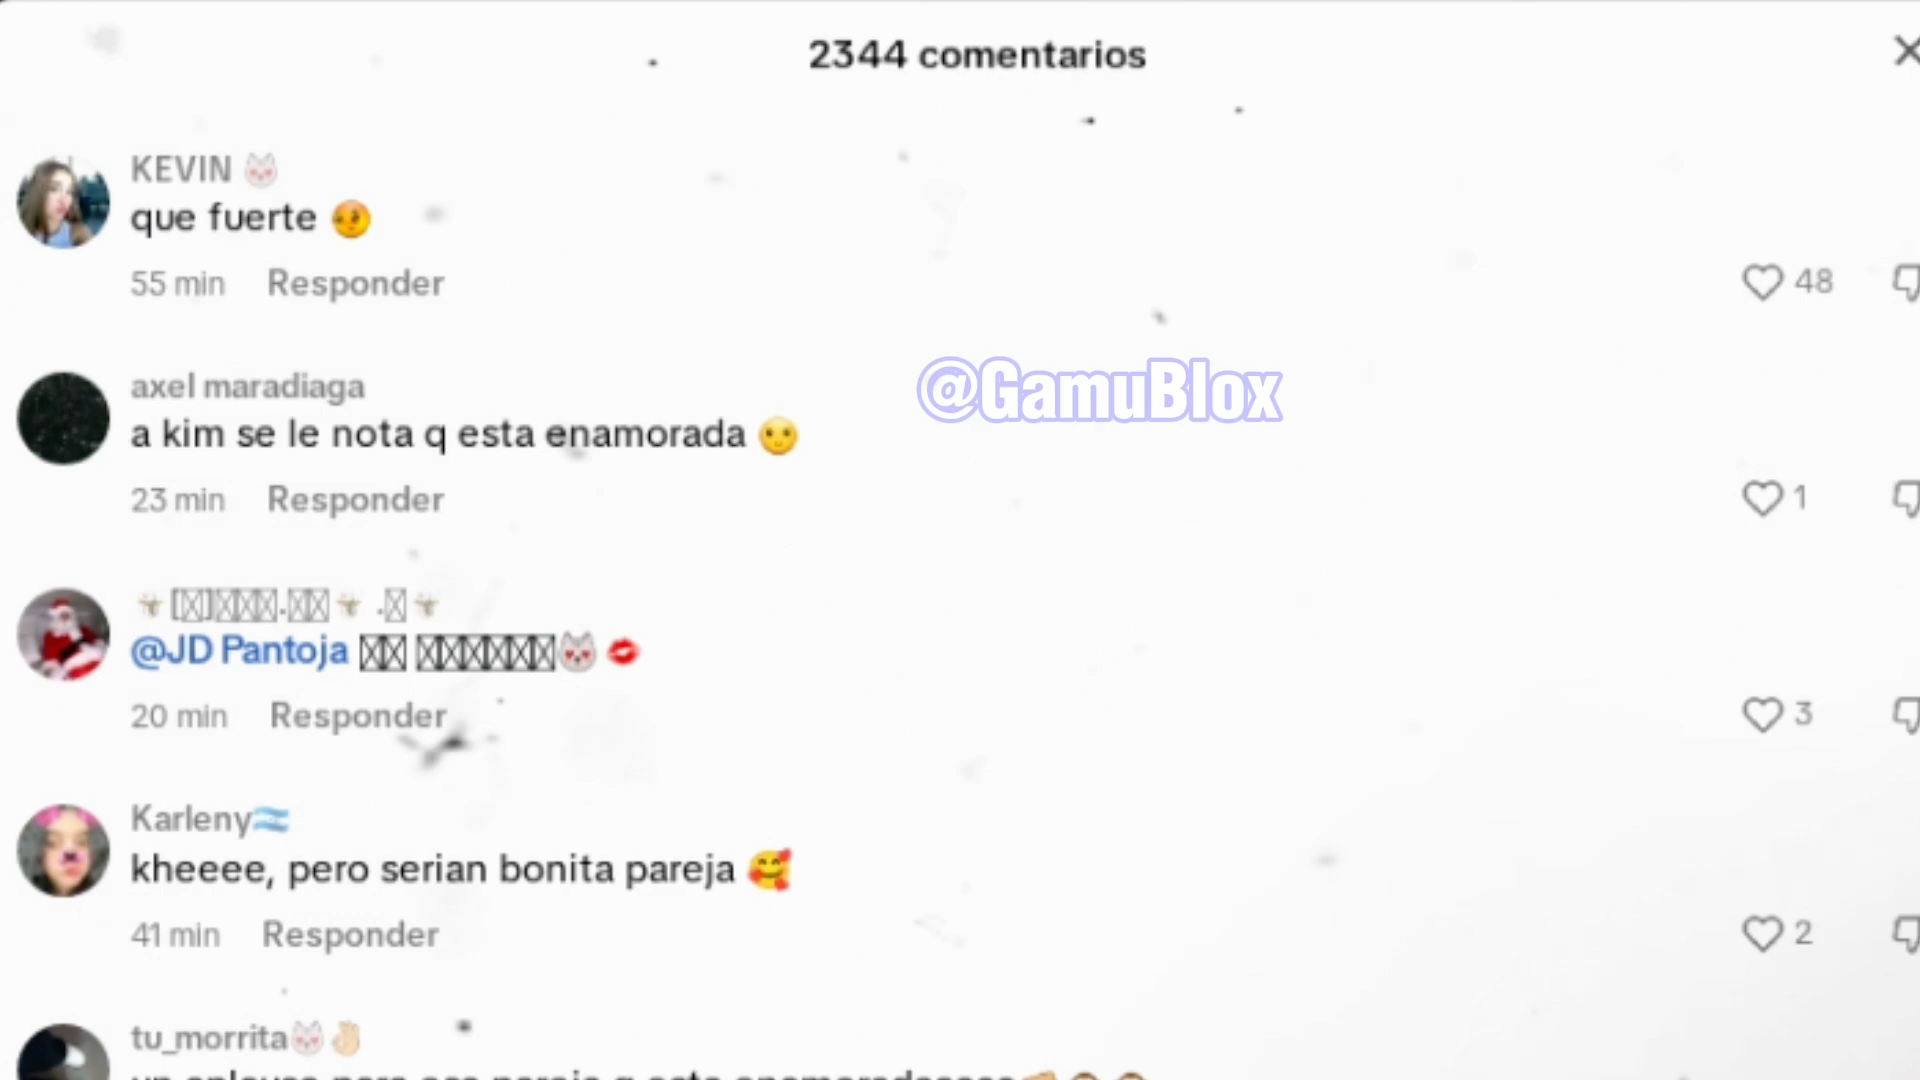 2344 comentarios
KEVIN 😻
que fuerte 🤕
55 min Responder
48
@GamuBlox
axel maradiaga
a kim se le nota q esta enamorada 😶
23 min Responder
1
@JD Pantoja 😻 💋
20 min Responder
3
Karleny🇦🇷
kheeee, pero serian bonita pareja 🥰
41 min Responder
2
tu_morrita😻👌🏻